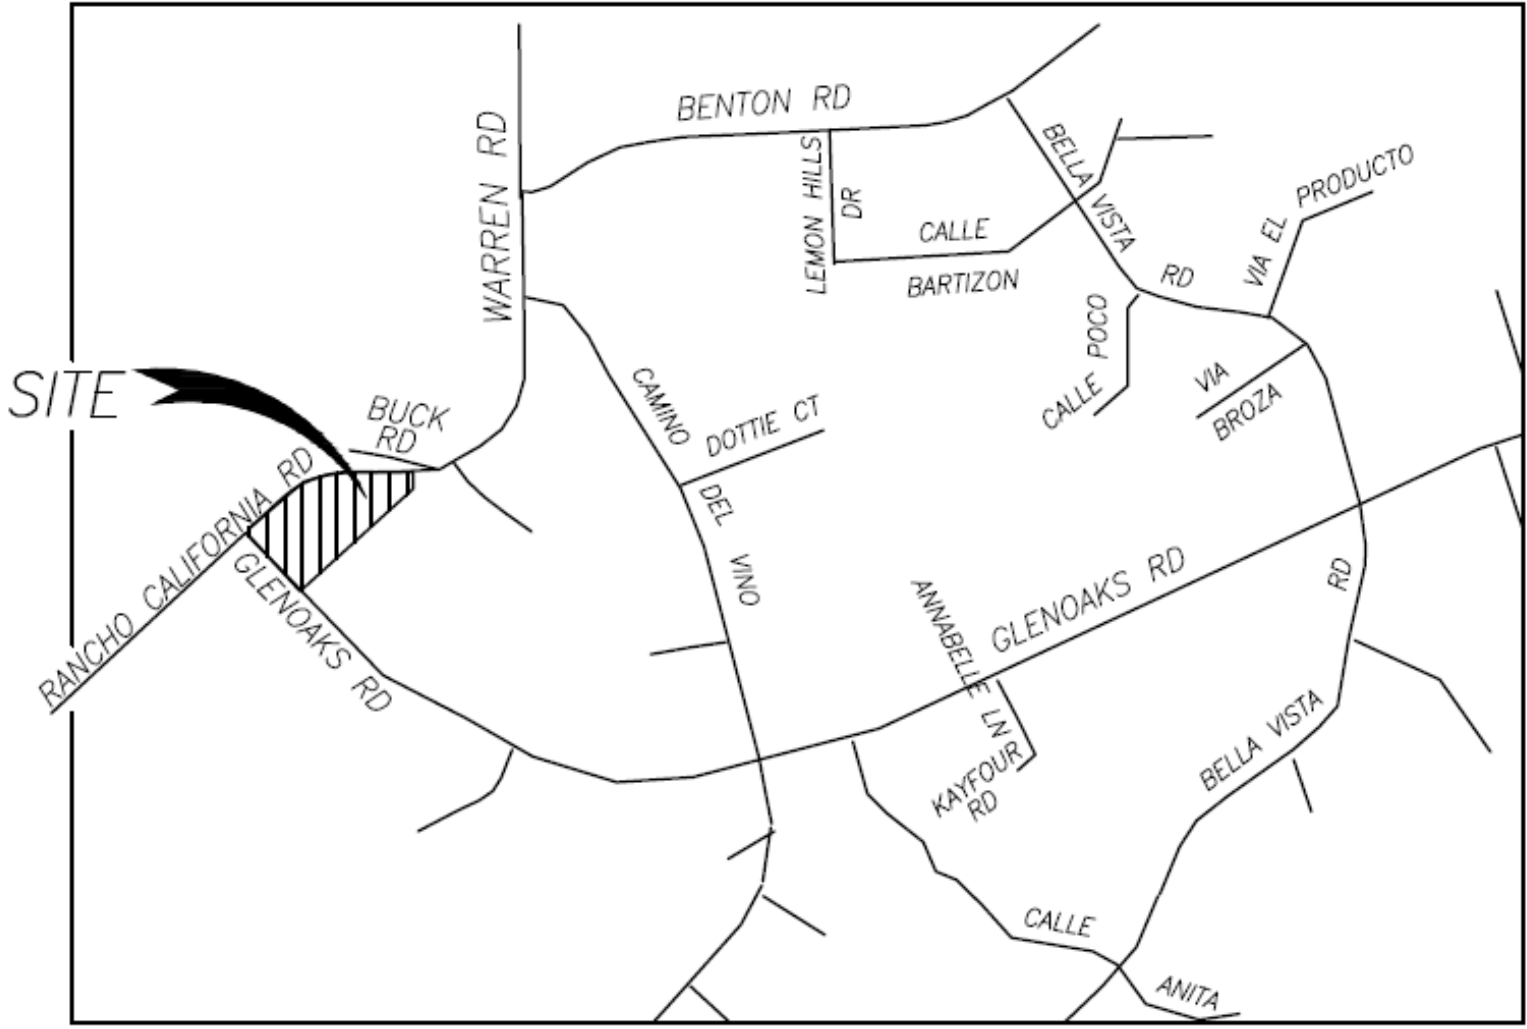 BENTON RD
WARREN RD
LEMON HILLS
DR
BELLA VISTA
RD
CALLE
BARTIZON
VIA EL PRODUCTO
CALLE POCO
VIA
BROZA
SITE
BUCK
RD
CAMINO
DEL VINO
DOTTIE CT
RANCHO CALIFORNIA RD
GLENOAKS RD
GLENOAKS RD
ANNABELLE LN
KAYFOUR
RD
BELLA VISTA
RD
CALLE
ANITA